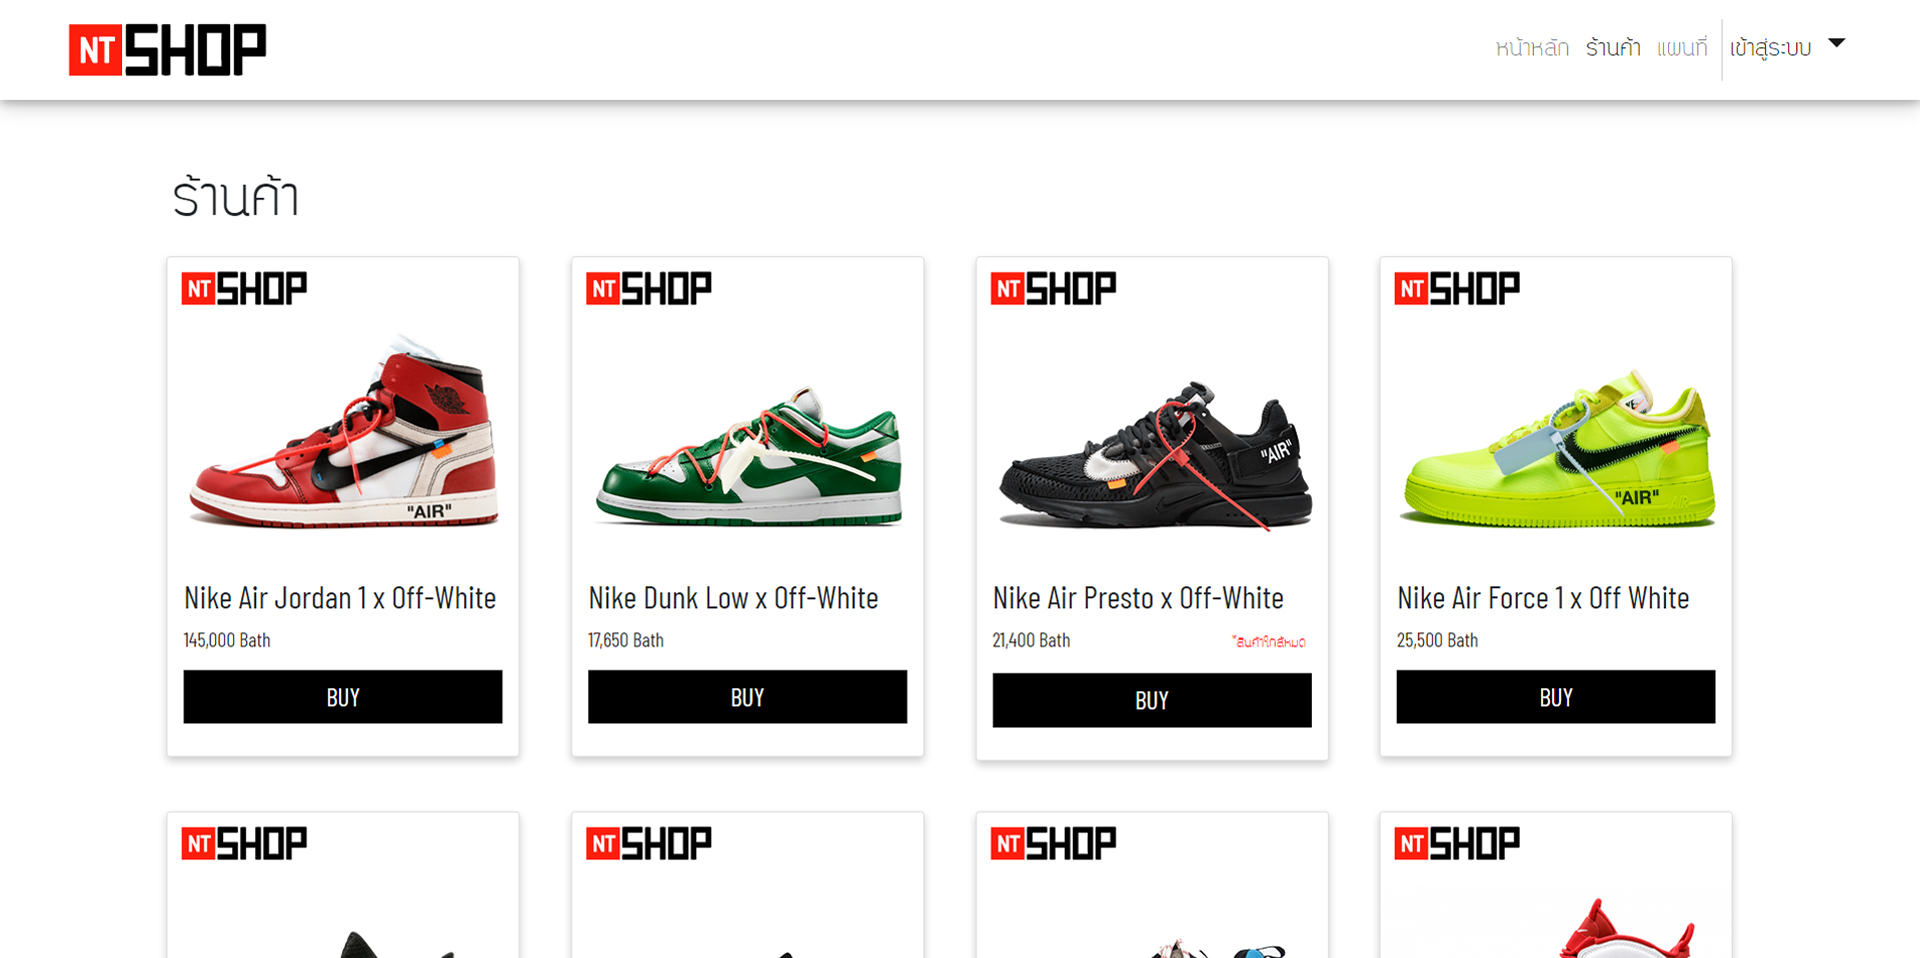 NT SHOP
หน้าหลัก ร้านค้า แผนที่ เข้าสู่ระบบ
ร้านค้า
NT SHOP NT SHOP NT SHOP NT SHOP
"AIR" "AIR" "AIR" AIR
Nike Air Jordan 1 x Off-White
145,000 Bath
BUY
Nike Dunk Low x Off-White
17,650 Bath
BUY
Nike Air Presto x Off-White
21,400 Bath *สินค้าใกล้หมด
BUY
Nike Air Force 1 x Off White
25,500 Bath
BUY
NT SHOP NT SHOP NT SHOP NT SHOP